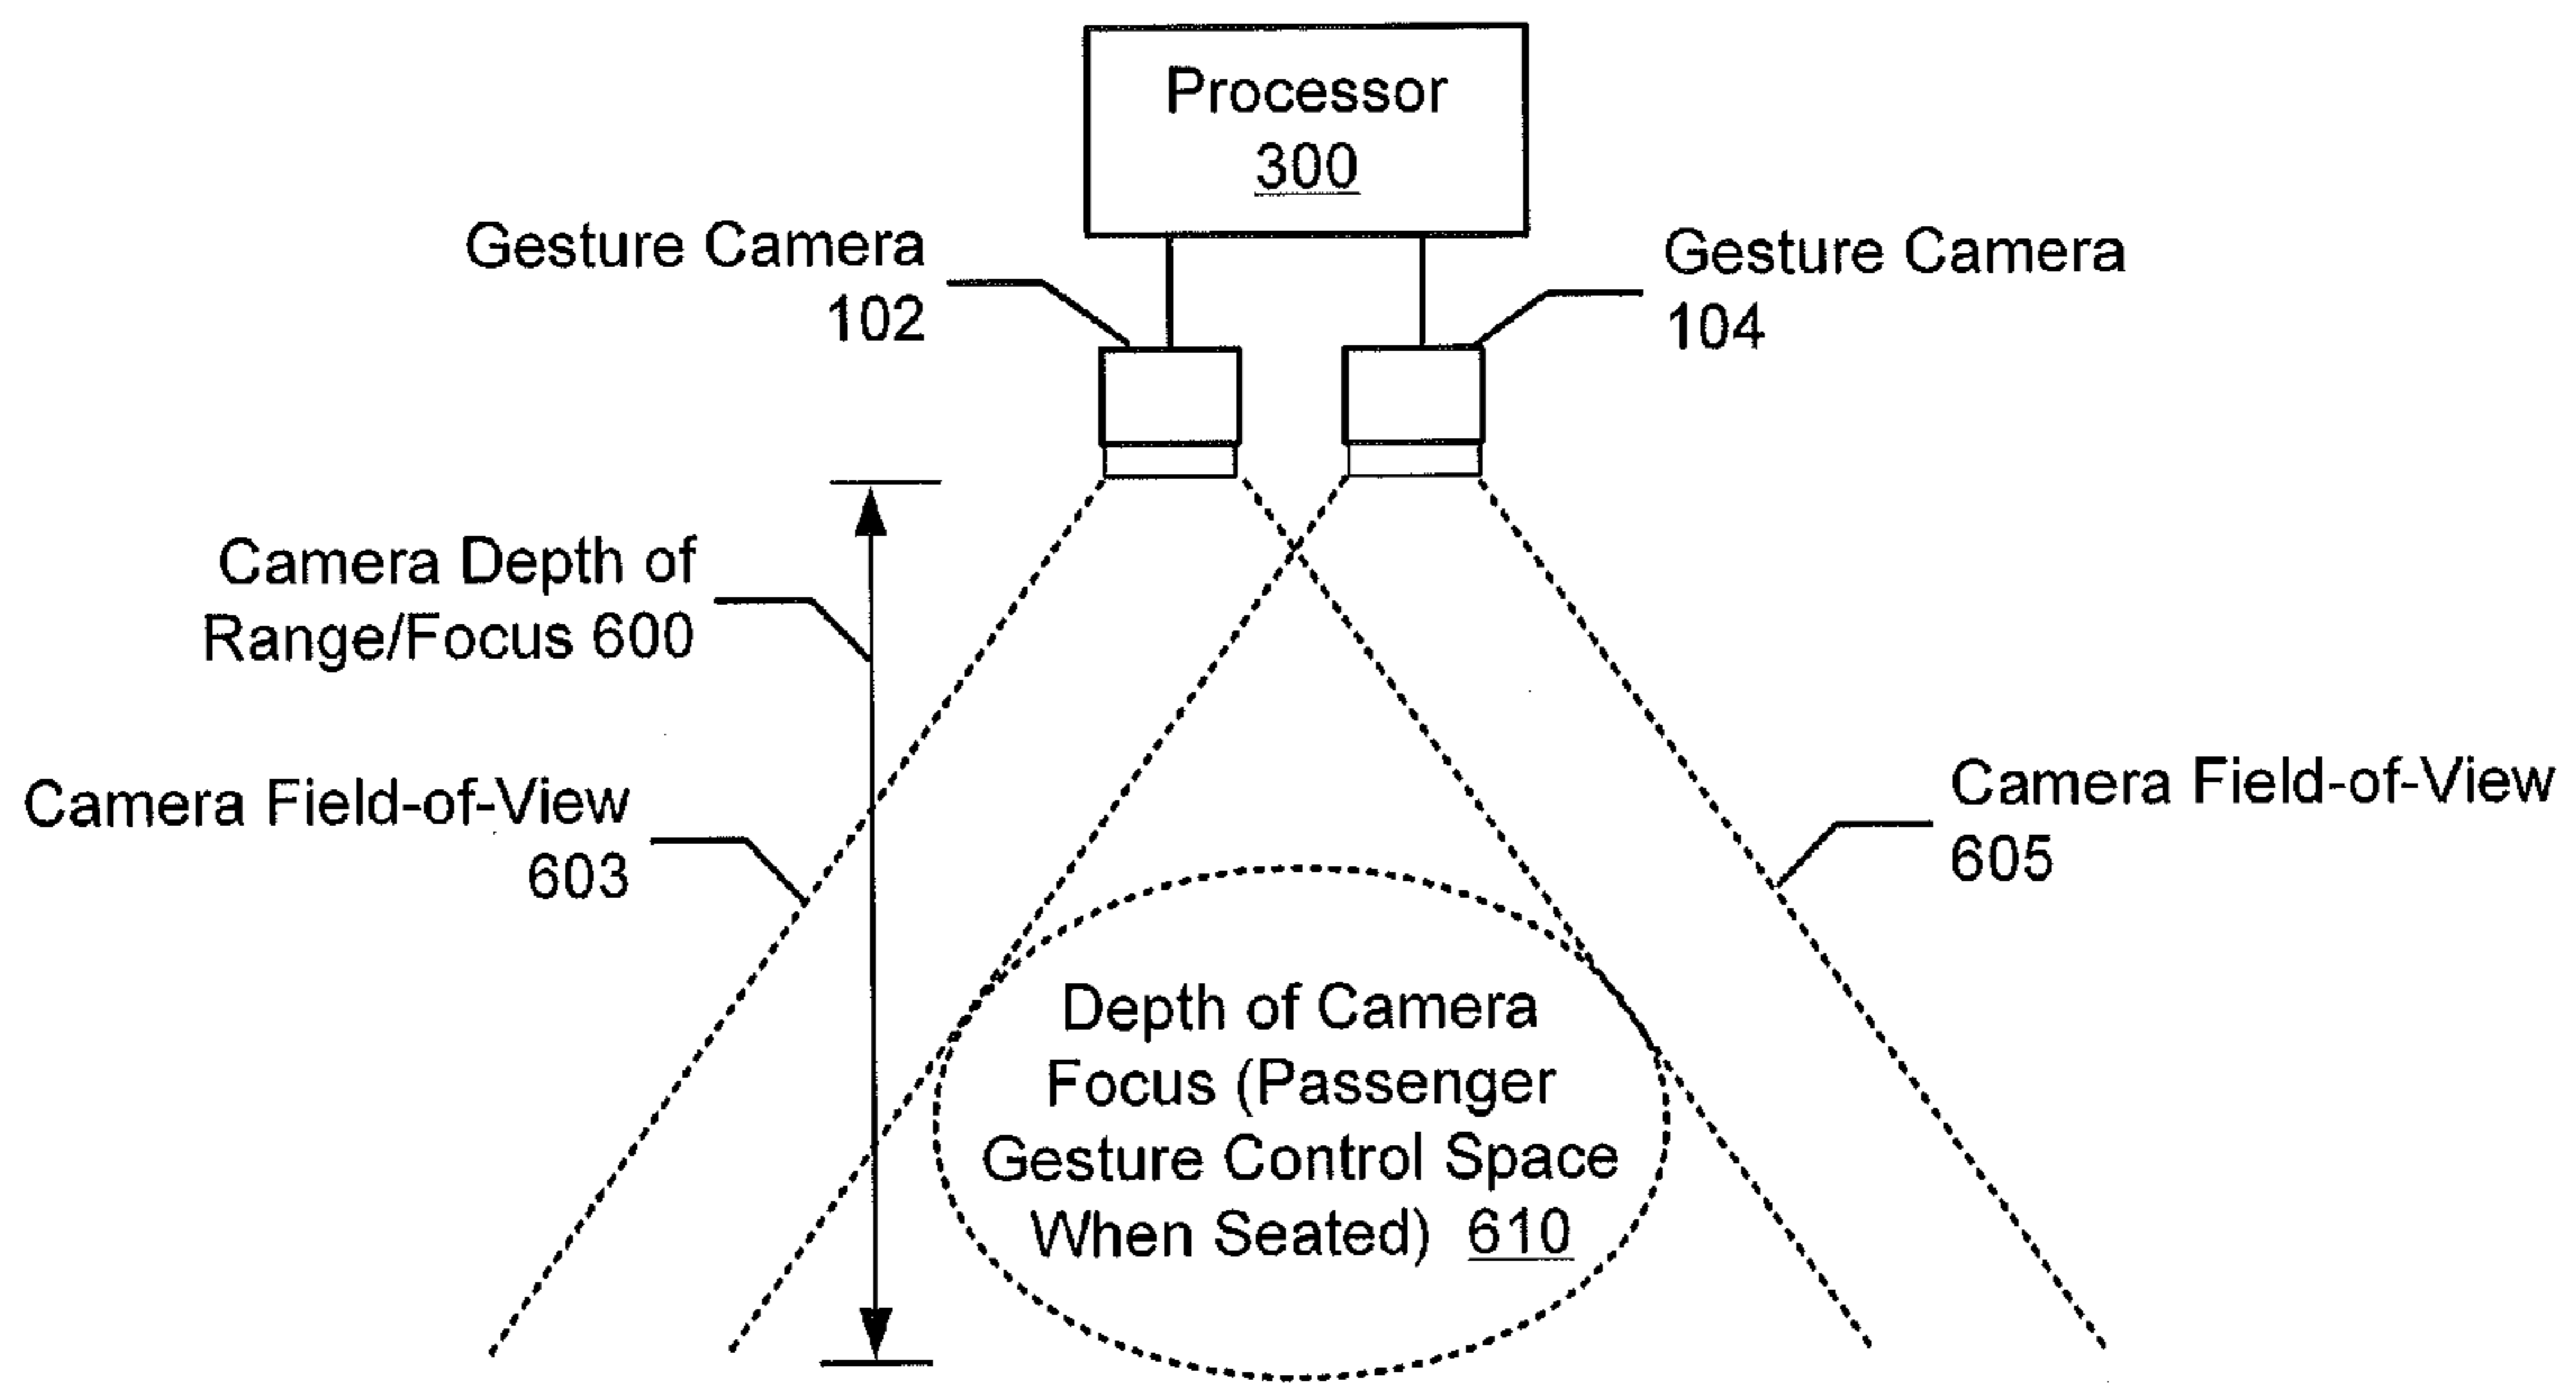 Processor
300
Gesture Camera
102
Gesture Camera
104
Camera Depth of
Range/Focus 600
Camera Field-of-View
603
Camera Field-of-View
605
Depth of Camera
Focus (Passenger
Gesture Control Space
When Seated) 610